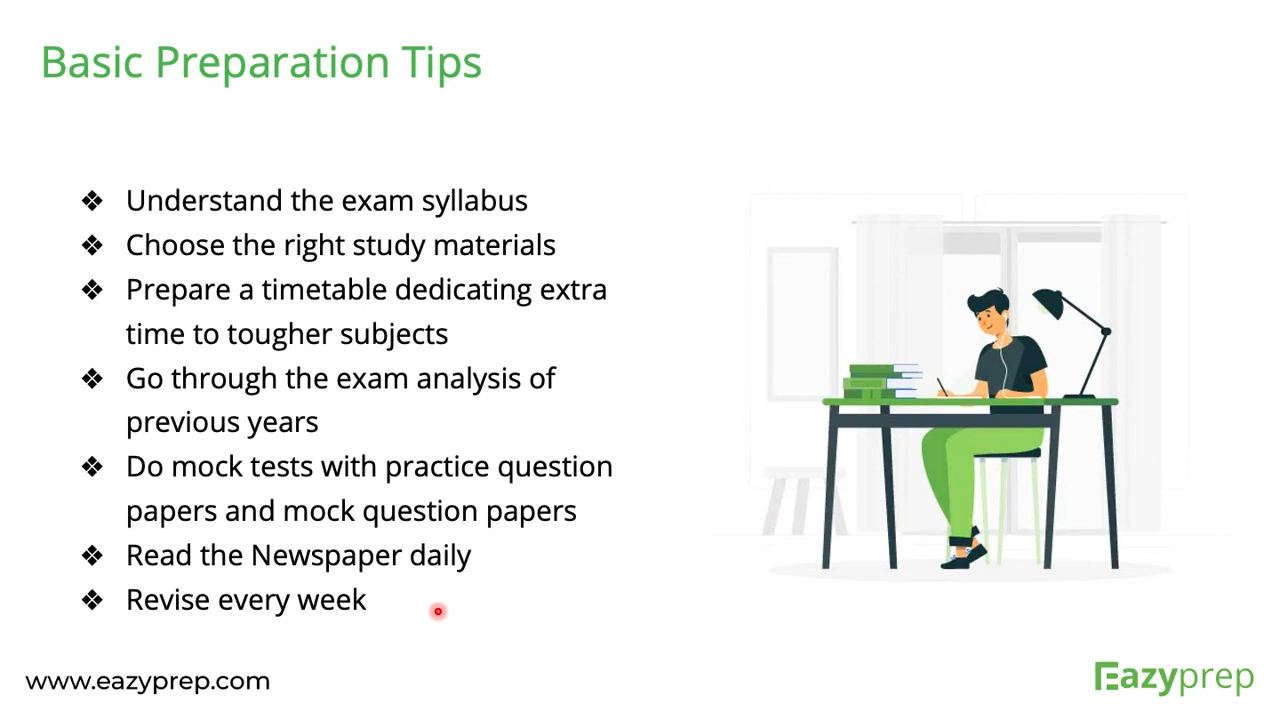 Basic Preparation Tips
❖ Understand the exam syllabus
❖ Choose the right study materials
❖ Prepare a timetable dedicating extra
time to tougher subjects
❖ Go through the exam analysis of
previous years
❖ Do mock tests with practice question
papers and mock question papers
❖ Read the Newspaper daily
❖ Revise every week
www.eazyprep.com
Eazyprep